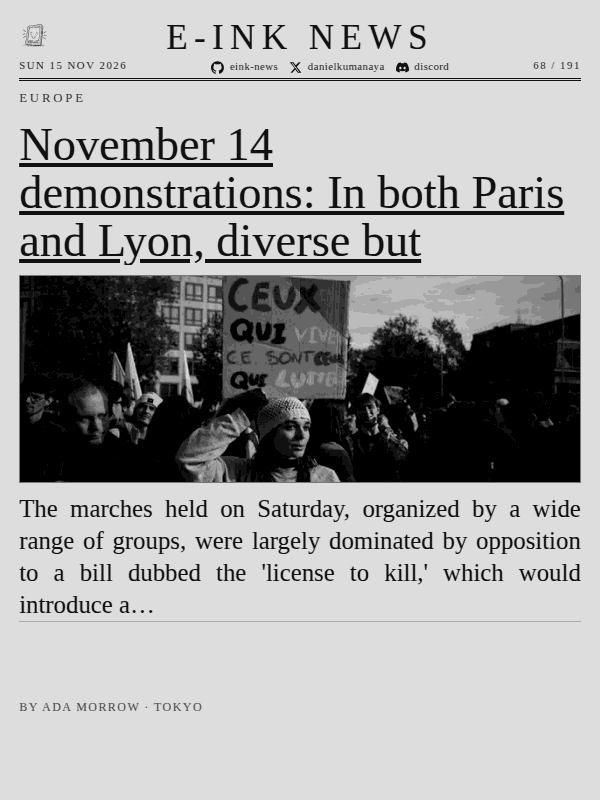 E-INK NEWS
SUN 15 NOV 2026
eink-news
danielkumanaya
discord
68 / 191
EUROPE
November 14
demonstrations: In both Paris
and Lyon, diverse but
CEUX
QUI VIVENT
CE SONT CEUX
QUI LUTTENT
The marches held on Saturday, organized by a wide
range of groups, were largely dominated by opposition
to a bill dubbed the 'license to kill,' which would
introduce a…
BY ADA MORROW · TOKYO